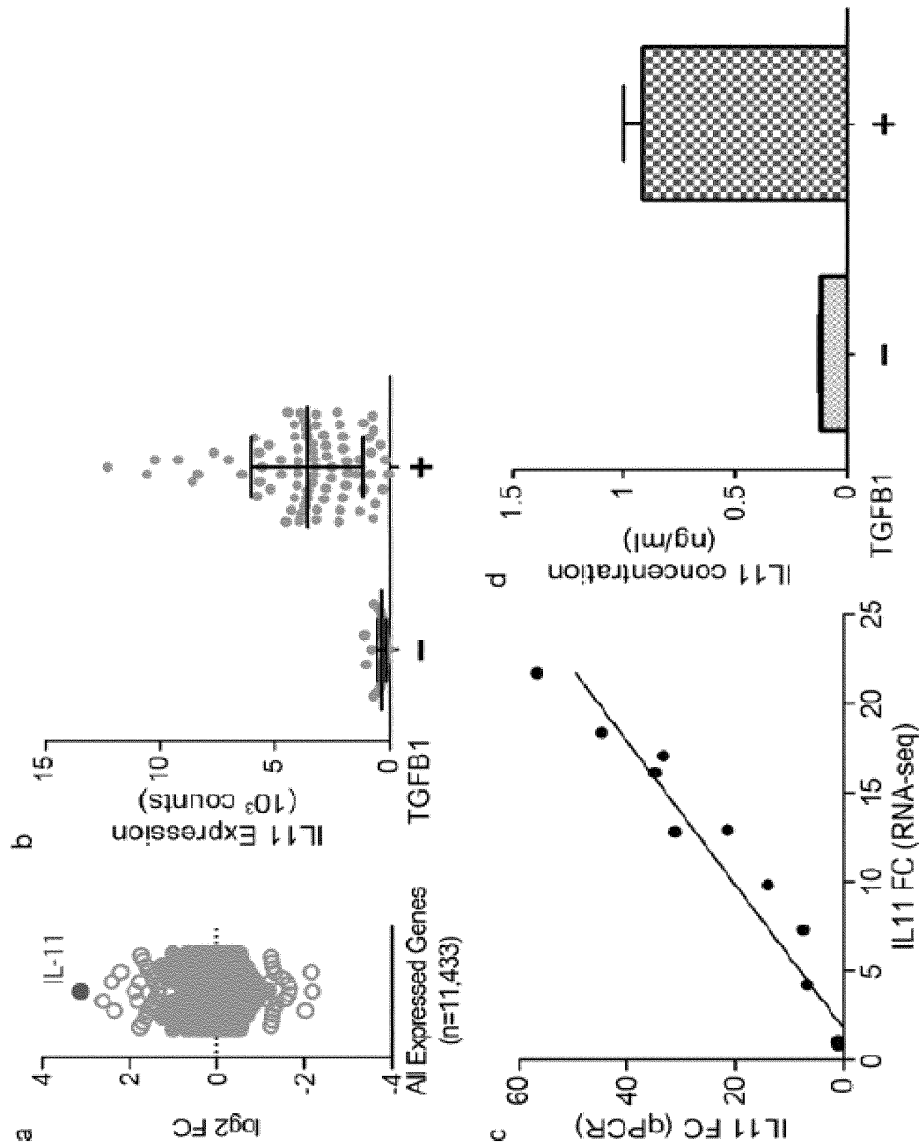 a
log2 FC
4
2
0
-2
-4
IL-11
All Expressed Genes
(n=11,433)
b
IL11 Expression
(10³ counts)
15
10
5
0
TGFB1
−
+
c
IL11 FC (qPCR)
60
40
20
0
0
5
10
15
20
25
IL11 FC (RNA-seq)
d
IL11 concentration
(ng/ml)
1.5
1
0.5
0
TGFB1
−
+